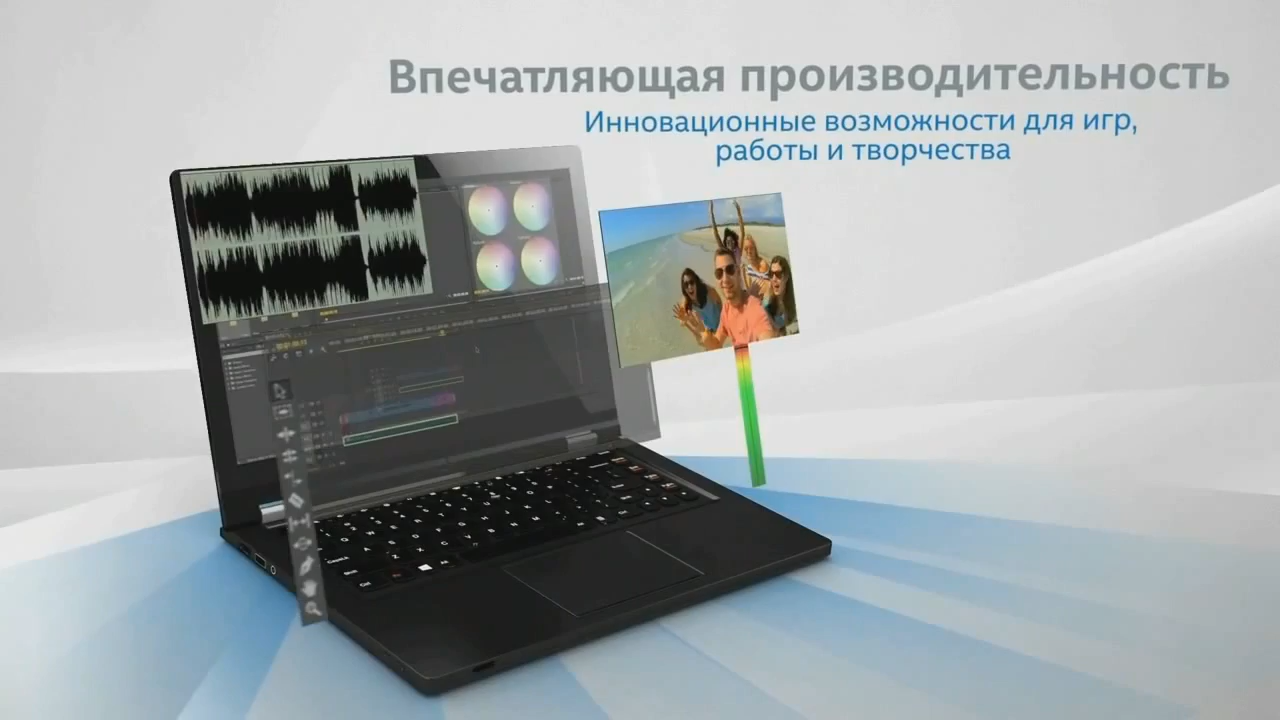 Впечатляющая производительность
Инновационные возможности для игр,
работы и творчества